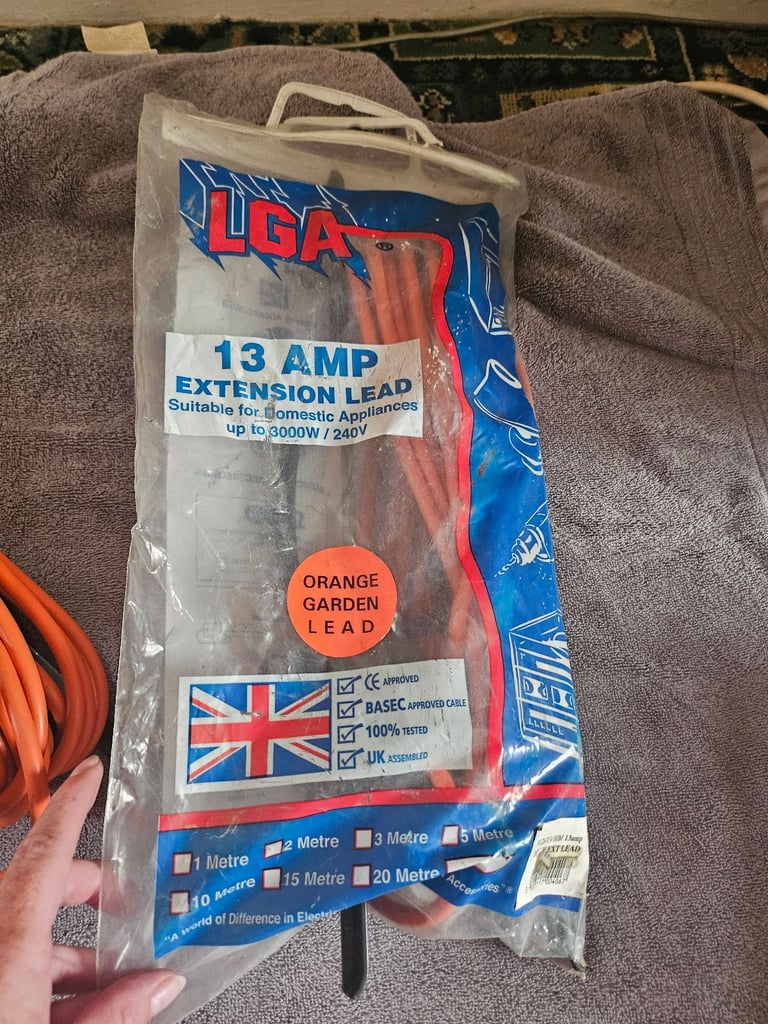 LGA
13 AMP
EXTENSION LEAD
Suitable for Domestic Appliances
up to 3000W / 240V
ORANGE
GARDEN
LEAD
CE APPROVED
BASEC APPROVED CABLE
100% TESTED
UK ASSEMBLED
1 Metre
2 Metre
3 Metre
5 Metre
10 Metre
15 Metre
20 Metre
Accessories"®
"A world of Difference in
13amp
EXT LEAD